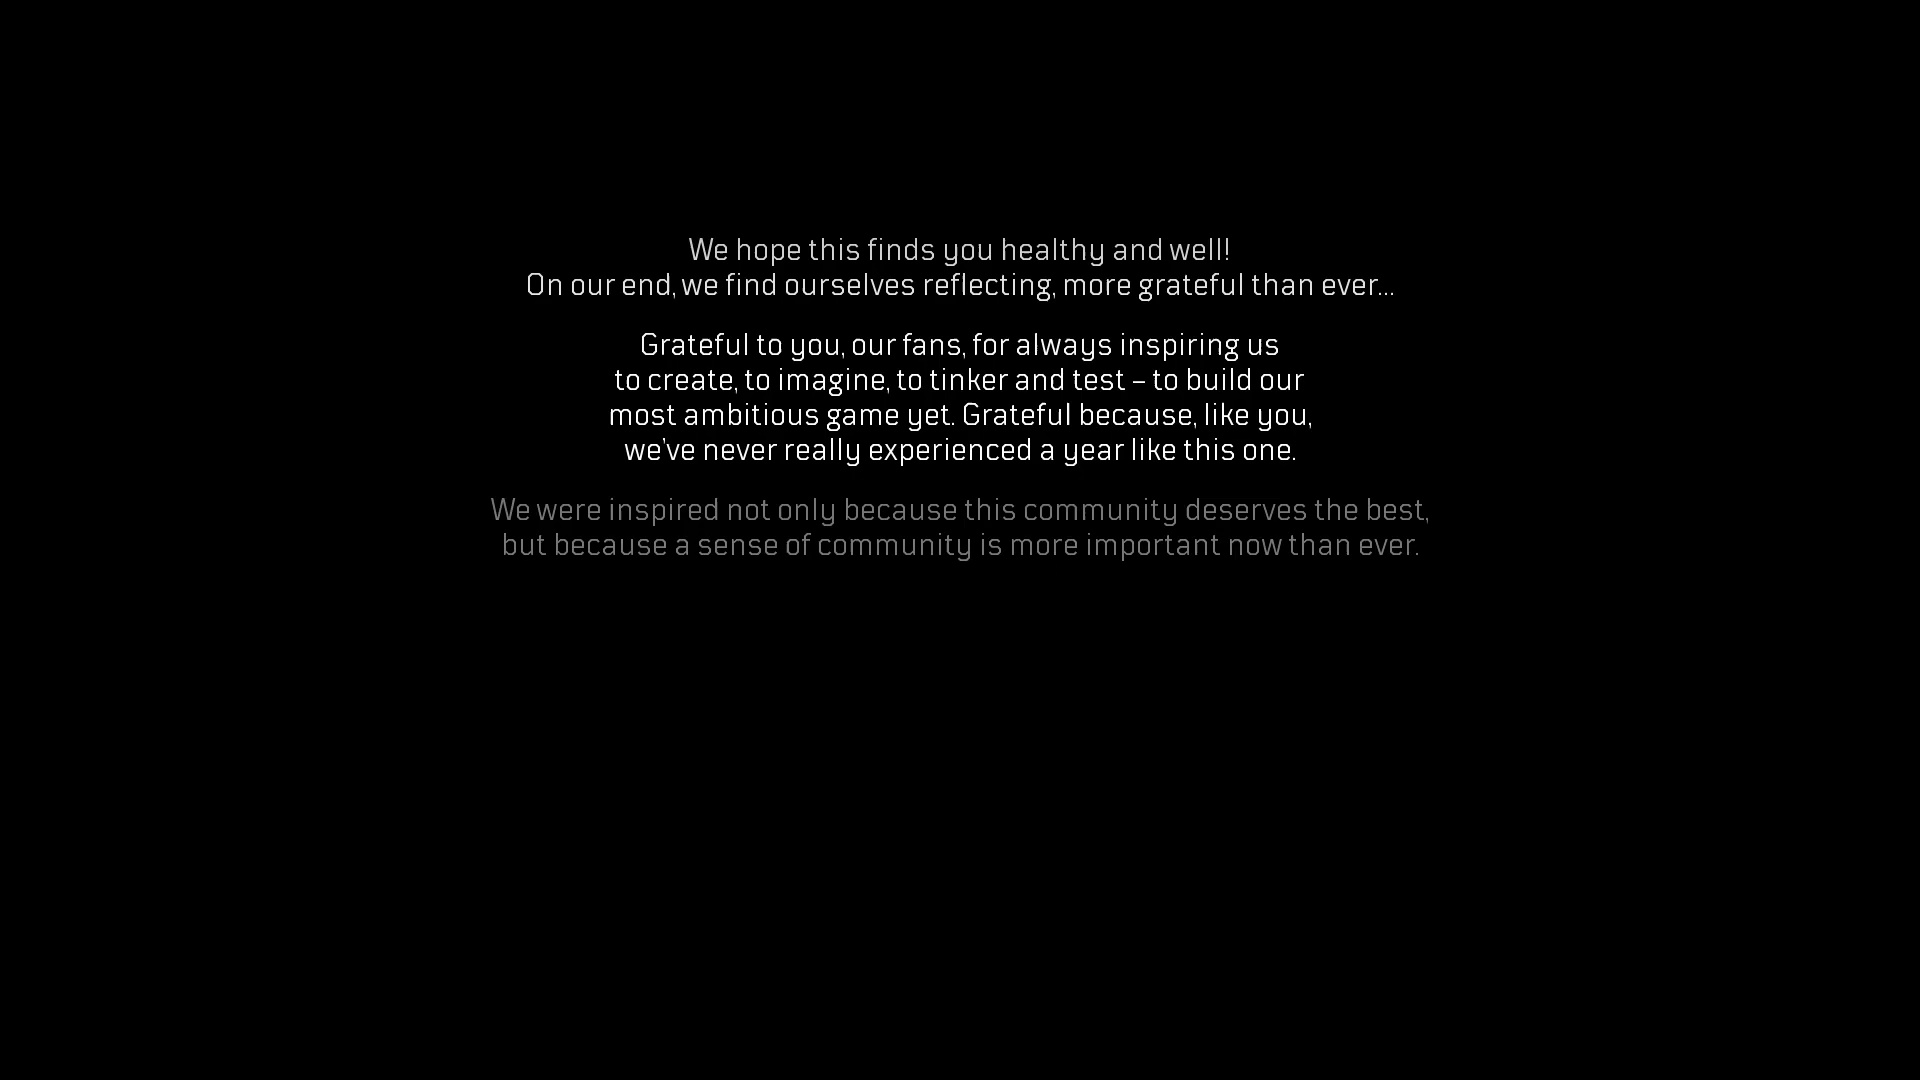 We hope this finds you healthy and well!
On our end, we find ourselves reflecting, more grateful than ever...
Grateful to you, our fans, for always inspiring us
to create, to imagine, to tinker and test – to build our
most ambitious game yet. Grateful because, like you,
we've never really experienced a year like this one.
We were inspired not only because this community deserves the best,
but because a sense of community is more important now than ever.